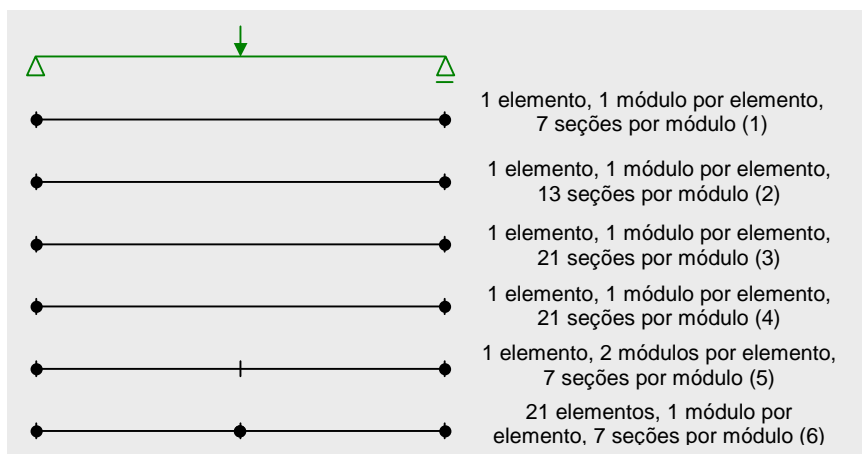 1 elemento, 1 módulo por elemento,
7 seções por módulo (1)
1 elemento, 1 módulo por elemento,
13 seções por módulo (2)
1 elemento, 1 módulo por elemento,
21 seções por módulo (3)
1 elemento, 1 módulo por elemento,
21 seções por módulo (4)
1 elemento, 2 módulos por elemento,
7 seções por módulo (5)
21 elementos, 1 módulo por
elemento, 7 seções por módulo (6)